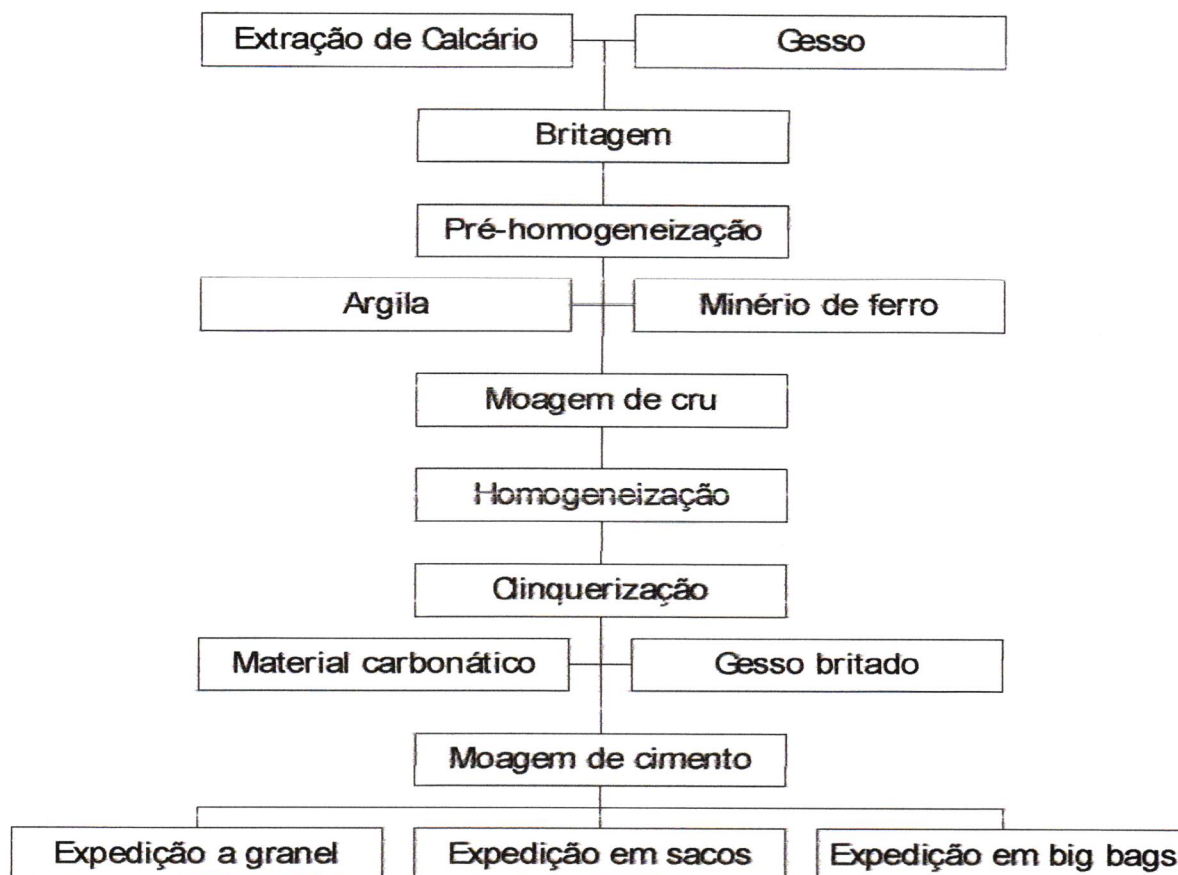 Extração de Calcário
Gesso
Britagem
Pré-homogeneização
Argila
Minério de ferro
Moagem de cru
Homogeneização
Clinquerização
Material carbonático
Gesso britado
Moagem de cimento
Expedição a granel
Expedição em sacos
Expedição em big bags